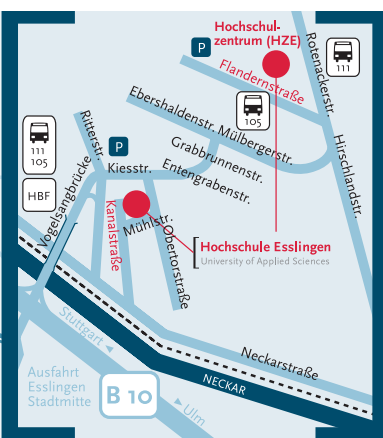 Hochschul-
zentrum (HZE)
P
Flandernstraße
Rotenackerstr.
111
Ebershaldenstr.
Mülbergerstr.
105
Ritterstr.
P
Grabbrunnenstr.
Hirschlandstr.
111
105
Kiesstr.
Entengrabenstr.
HBF
Vogelsangbrücke
Kanalstraße
Mühlstr.
Obertorstraße
Hochschule Esslingen
University of Applied Sciences
Stuttgart
Neckarstraße
Ausfahrt
Esslingen
Stadtmitte
B 10
NECKAR
Ulm